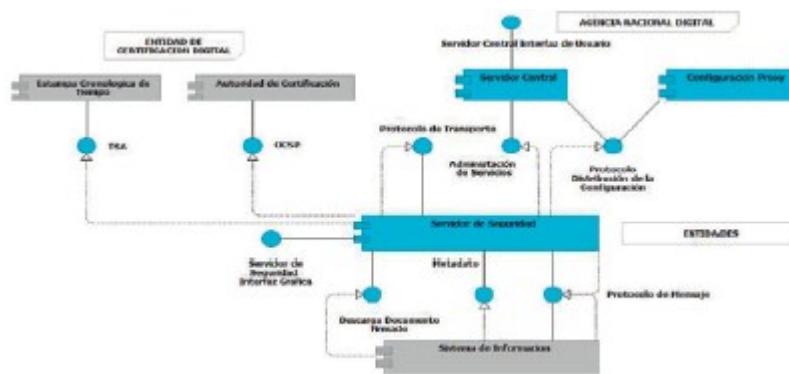 ENTIDAD DE
CERTIFICACION DIGITAL
AGENCIA NACIONAL DIGITAL
Servidor Central Interfaz de Usuario
Estampa Cronologica de
Tiempo
Autoridad de Certificación
Servidor Central
Configuracion Proxy
TSA
OCSP
Protocolo de Transporte
Administración
de Servicios
Protocolo
Distribución de la
Configuración
Servidor de Seguridad
ENTIDADES
Servidor de
Seguridad
Interfaz Grafica
Metadato
Descarga Documento
Firmado
Protocolo de Mensaje
Sistema de Informacion